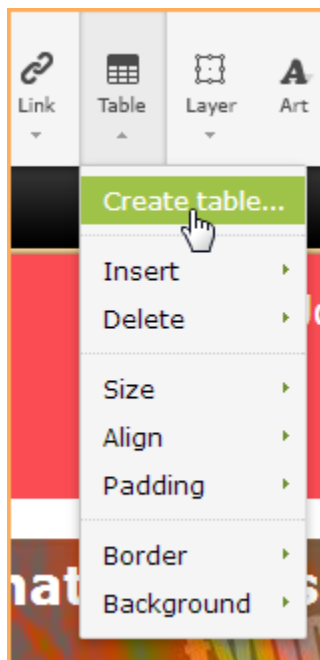 Link
Table
Layer
Art
Create table...
Insert
Delete
Size
Align
Padding
Border
Background